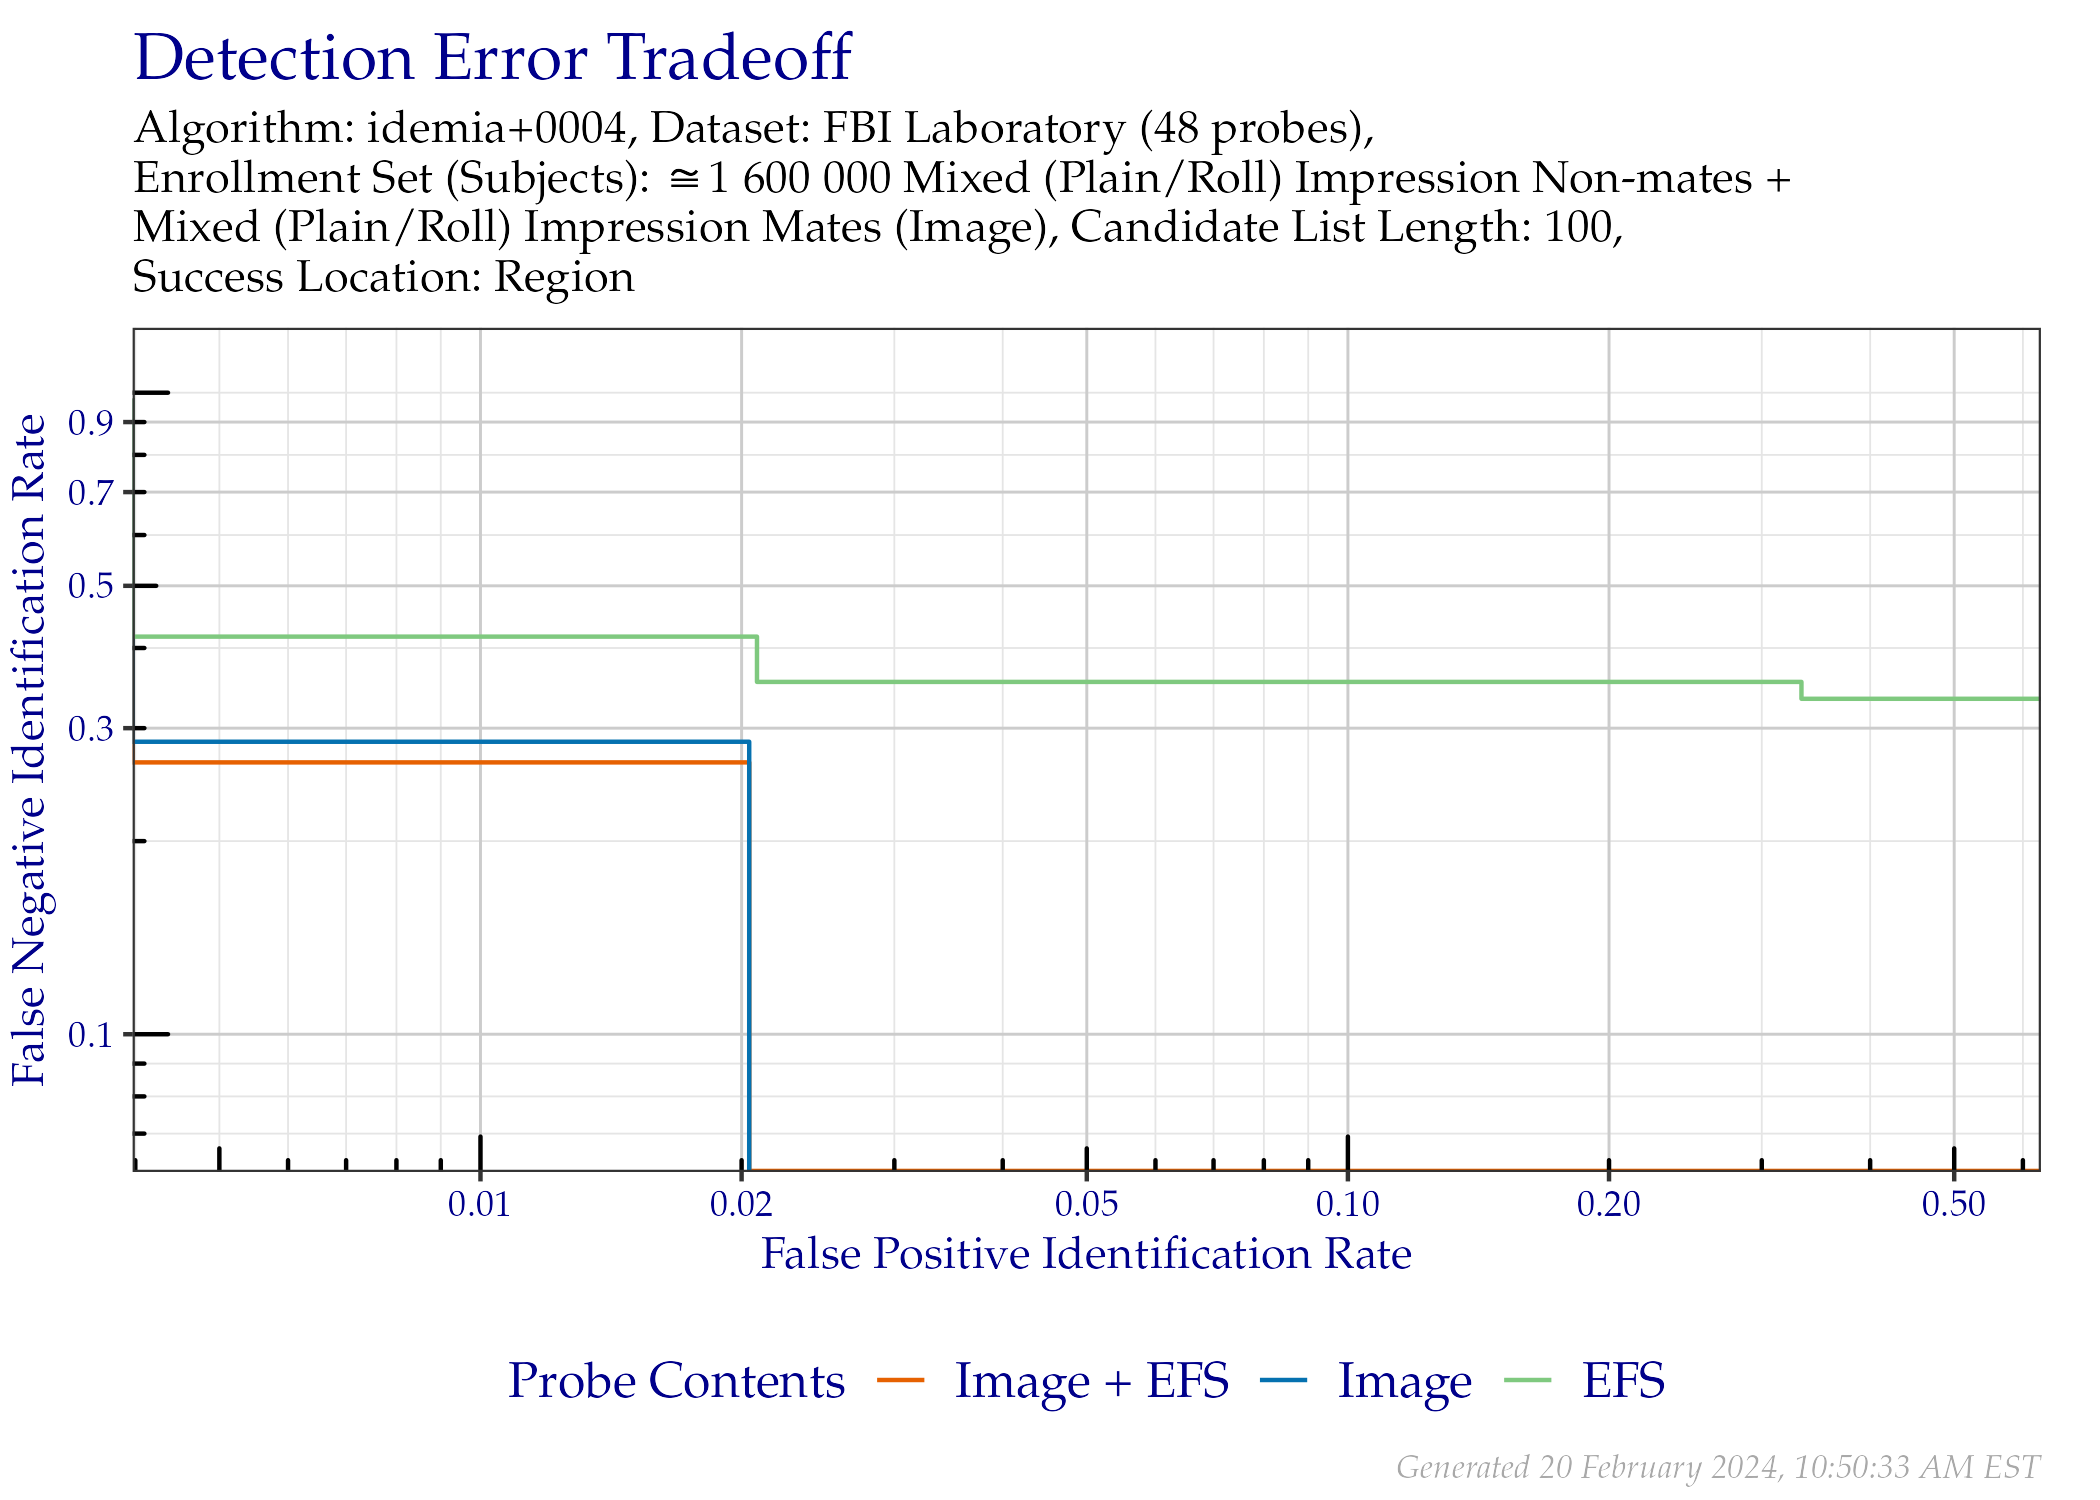 Detection Error Tradeoff
Algorithm: idemia+0004, Dataset: FBI Laboratory (48 probes),
Enrollment Set (Subjects): ≅1 600 000 Mixed (Plain/Roll) Impression Non-mates +
Mixed (Plain/Roll) Impression Mates (Image), Candidate List Length: 100,
Success Location: Region
False Negative Identification Rate
0.9
0.7
0.5
0.3
0.1
0.01 0.02 0.05 0.10 0.20 0.50
False Positive Identification Rate
Probe Contents Image + EFS Image EFS
Generated 20 February 2024, 10:50:33 AM EST